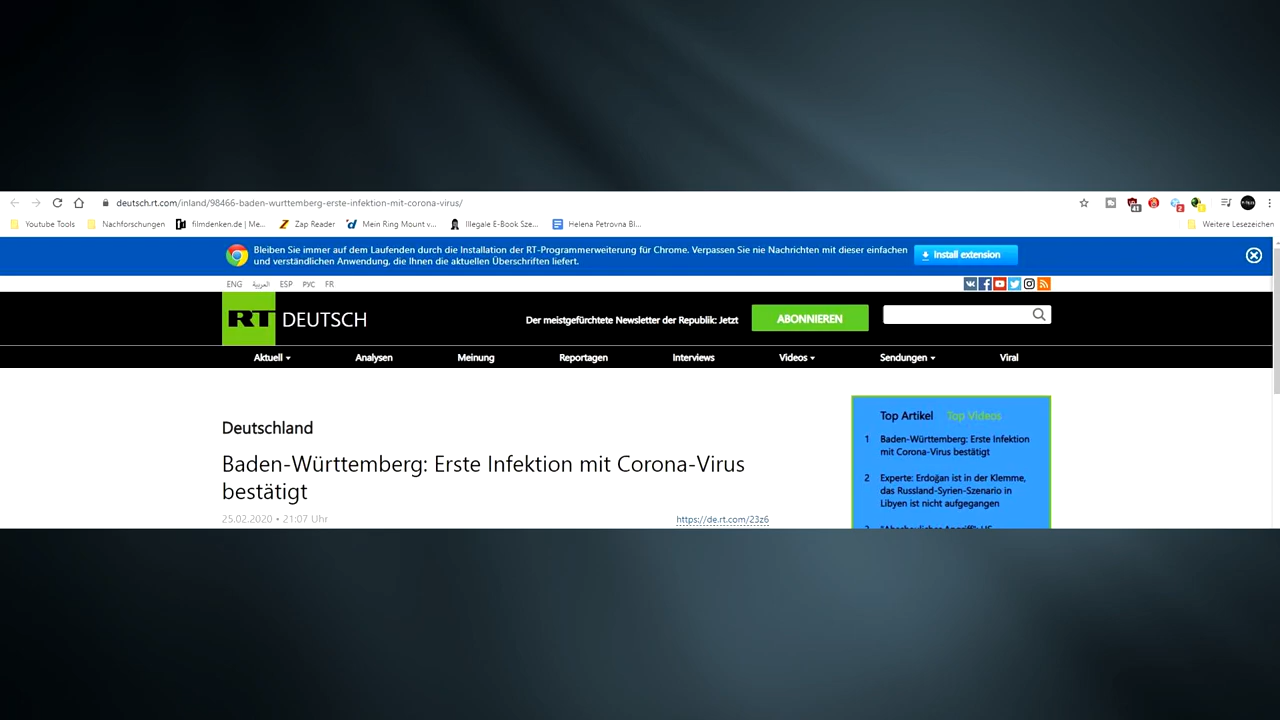 deutsch.rt.com/inland/98466-baden-wurttemberg-erste-infektion-mit-corona-virus/
Youtube Tools Nachforschungen filmdenken.de | Me... Zap Reader Mein Ring Mount v... Illegale E-Book Sze... Helena Petrovna Bl... Weitere Lesezeichen
Bleiben Sie immer auf dem Laufenden durch die Installation der RT-Programmerweiterung für Chrome. Verpassen Sie nie Nachrichten mit dieser einfachen
und verständlichen Anwendung, die Ihnen die aktuellen Überschriften liefert.
Install extension
ENG العربية ESP РУС FR
RT DEUTSCH
Der meistgefürchtete Newsletter der Republik: Jetzt
ABONNIEREN
Aktuell Analysen Meinung Reportagen Interviews Videos Sendungen Viral
Deutschland
Baden-Württemberg: Erste Infektion mit Corona-Virus
bestätigt
25.02.2020 • 21:07 Uhr
https://de.rt.com/23z6
Top Artikel Top Videos
1 Baden-Württemberg: Erste Infektion
mit Corona-Virus bestätigt
2 Experte: Erdoğan ist in der Klemme,
das Russland-Syrien-Szenario in
Libyen ist nicht aufgegangen